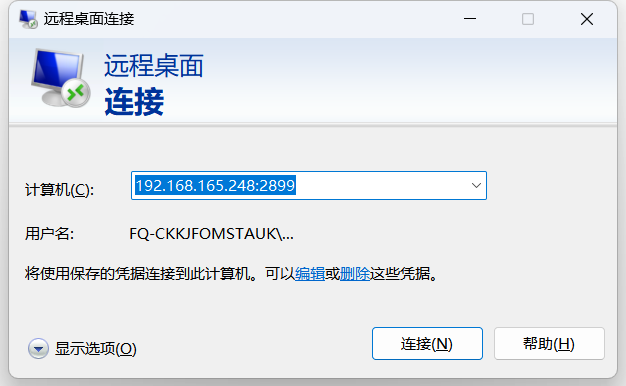 远程桌面连接
远程桌面
连接
计算机(C):
192.168.165.248:2899
用户名:
FQ-CKKJFOMSTAUK\...
将使用保存的凭据连接到此计算机。可以编辑或删除这些凭据。
显示选项(O)
连接(N)
帮助(H)